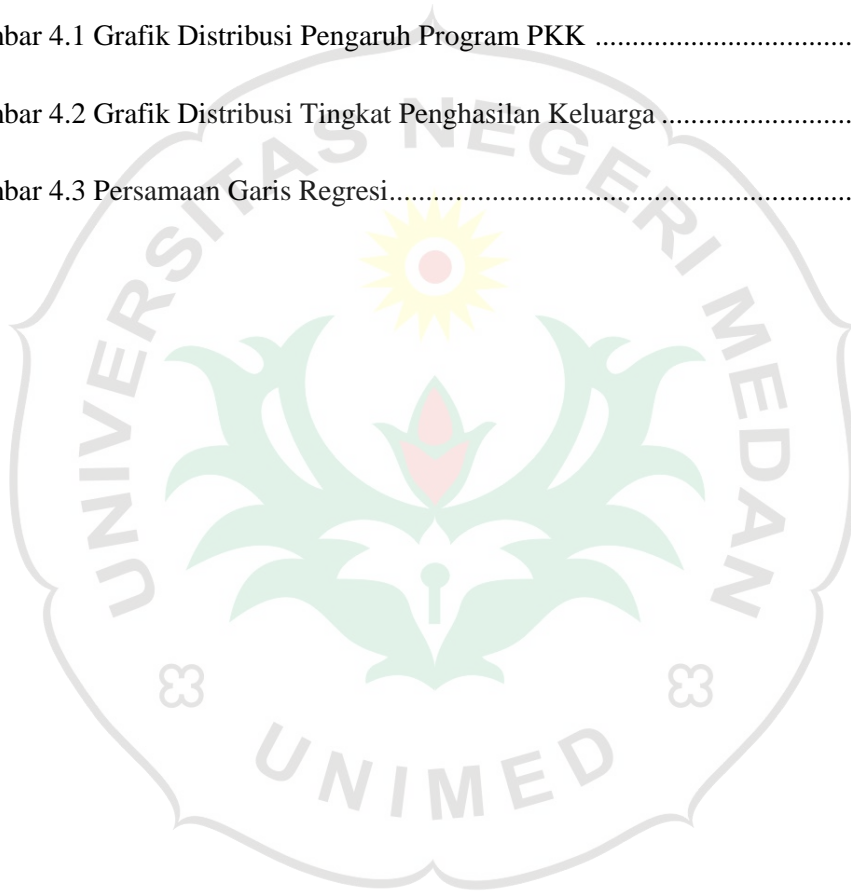 mbar 4.1 Grafik Distribusi Pengaruh Program PKK ....................................
mbar 4.2 Grafik Distribusi Tingkat Penghasilan Keluarga ..........................
mbar 4.3 Persamaan Garis Regresi.................................................................
UNIVERSITAS NEGERI MEDAN
UNIMED